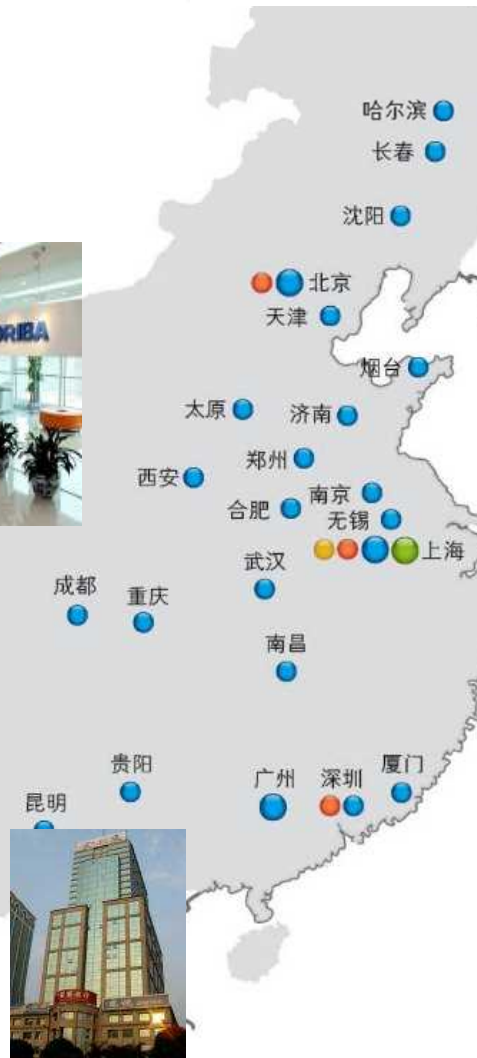 哈尔滨
长春
沈阳
北京
天津
烟台
太原
济南
郑州
西安
南京
合肥
无锡
上海
武汉
成都
重庆
南昌
贵阳
厦门
广州
深圳
昆明
ORIBA